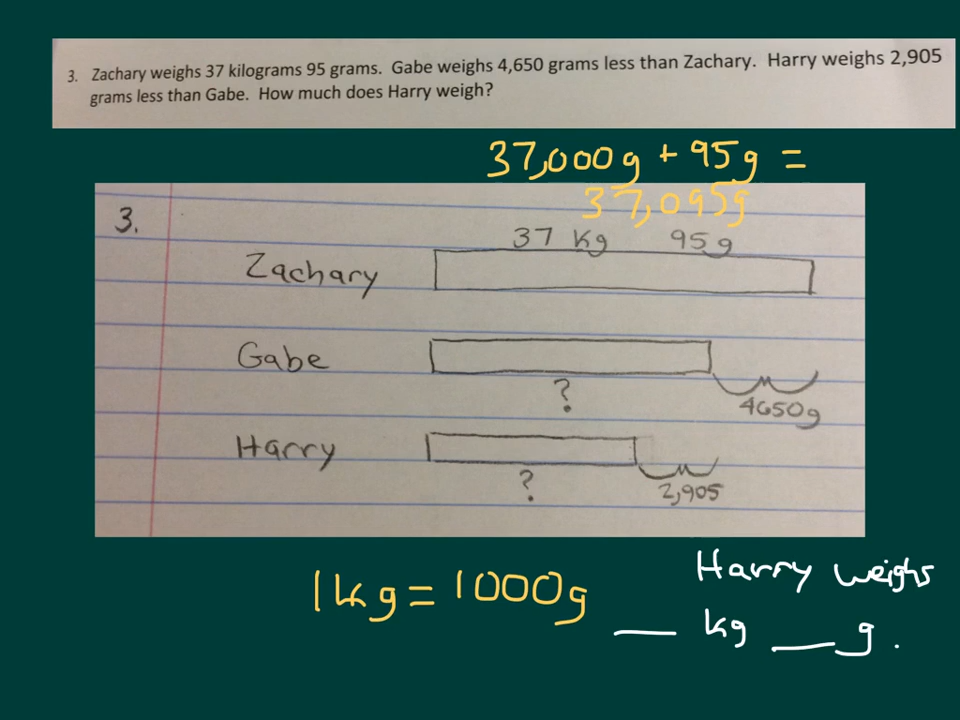 3. Zachary weighs 37 kilograms 95 grams. Gabe weighs 4,650 grams less than Zachary. Harry weighs 2,905
grams less than Gabe. How much does Harry weigh?
37,000g + 95g =
37,095g
3.
37 Kg 95g
Zachary
Gabe
?
4650g
Harry
?
2,905
1kg = 1000g
Harry weighs
__ kg __ g.